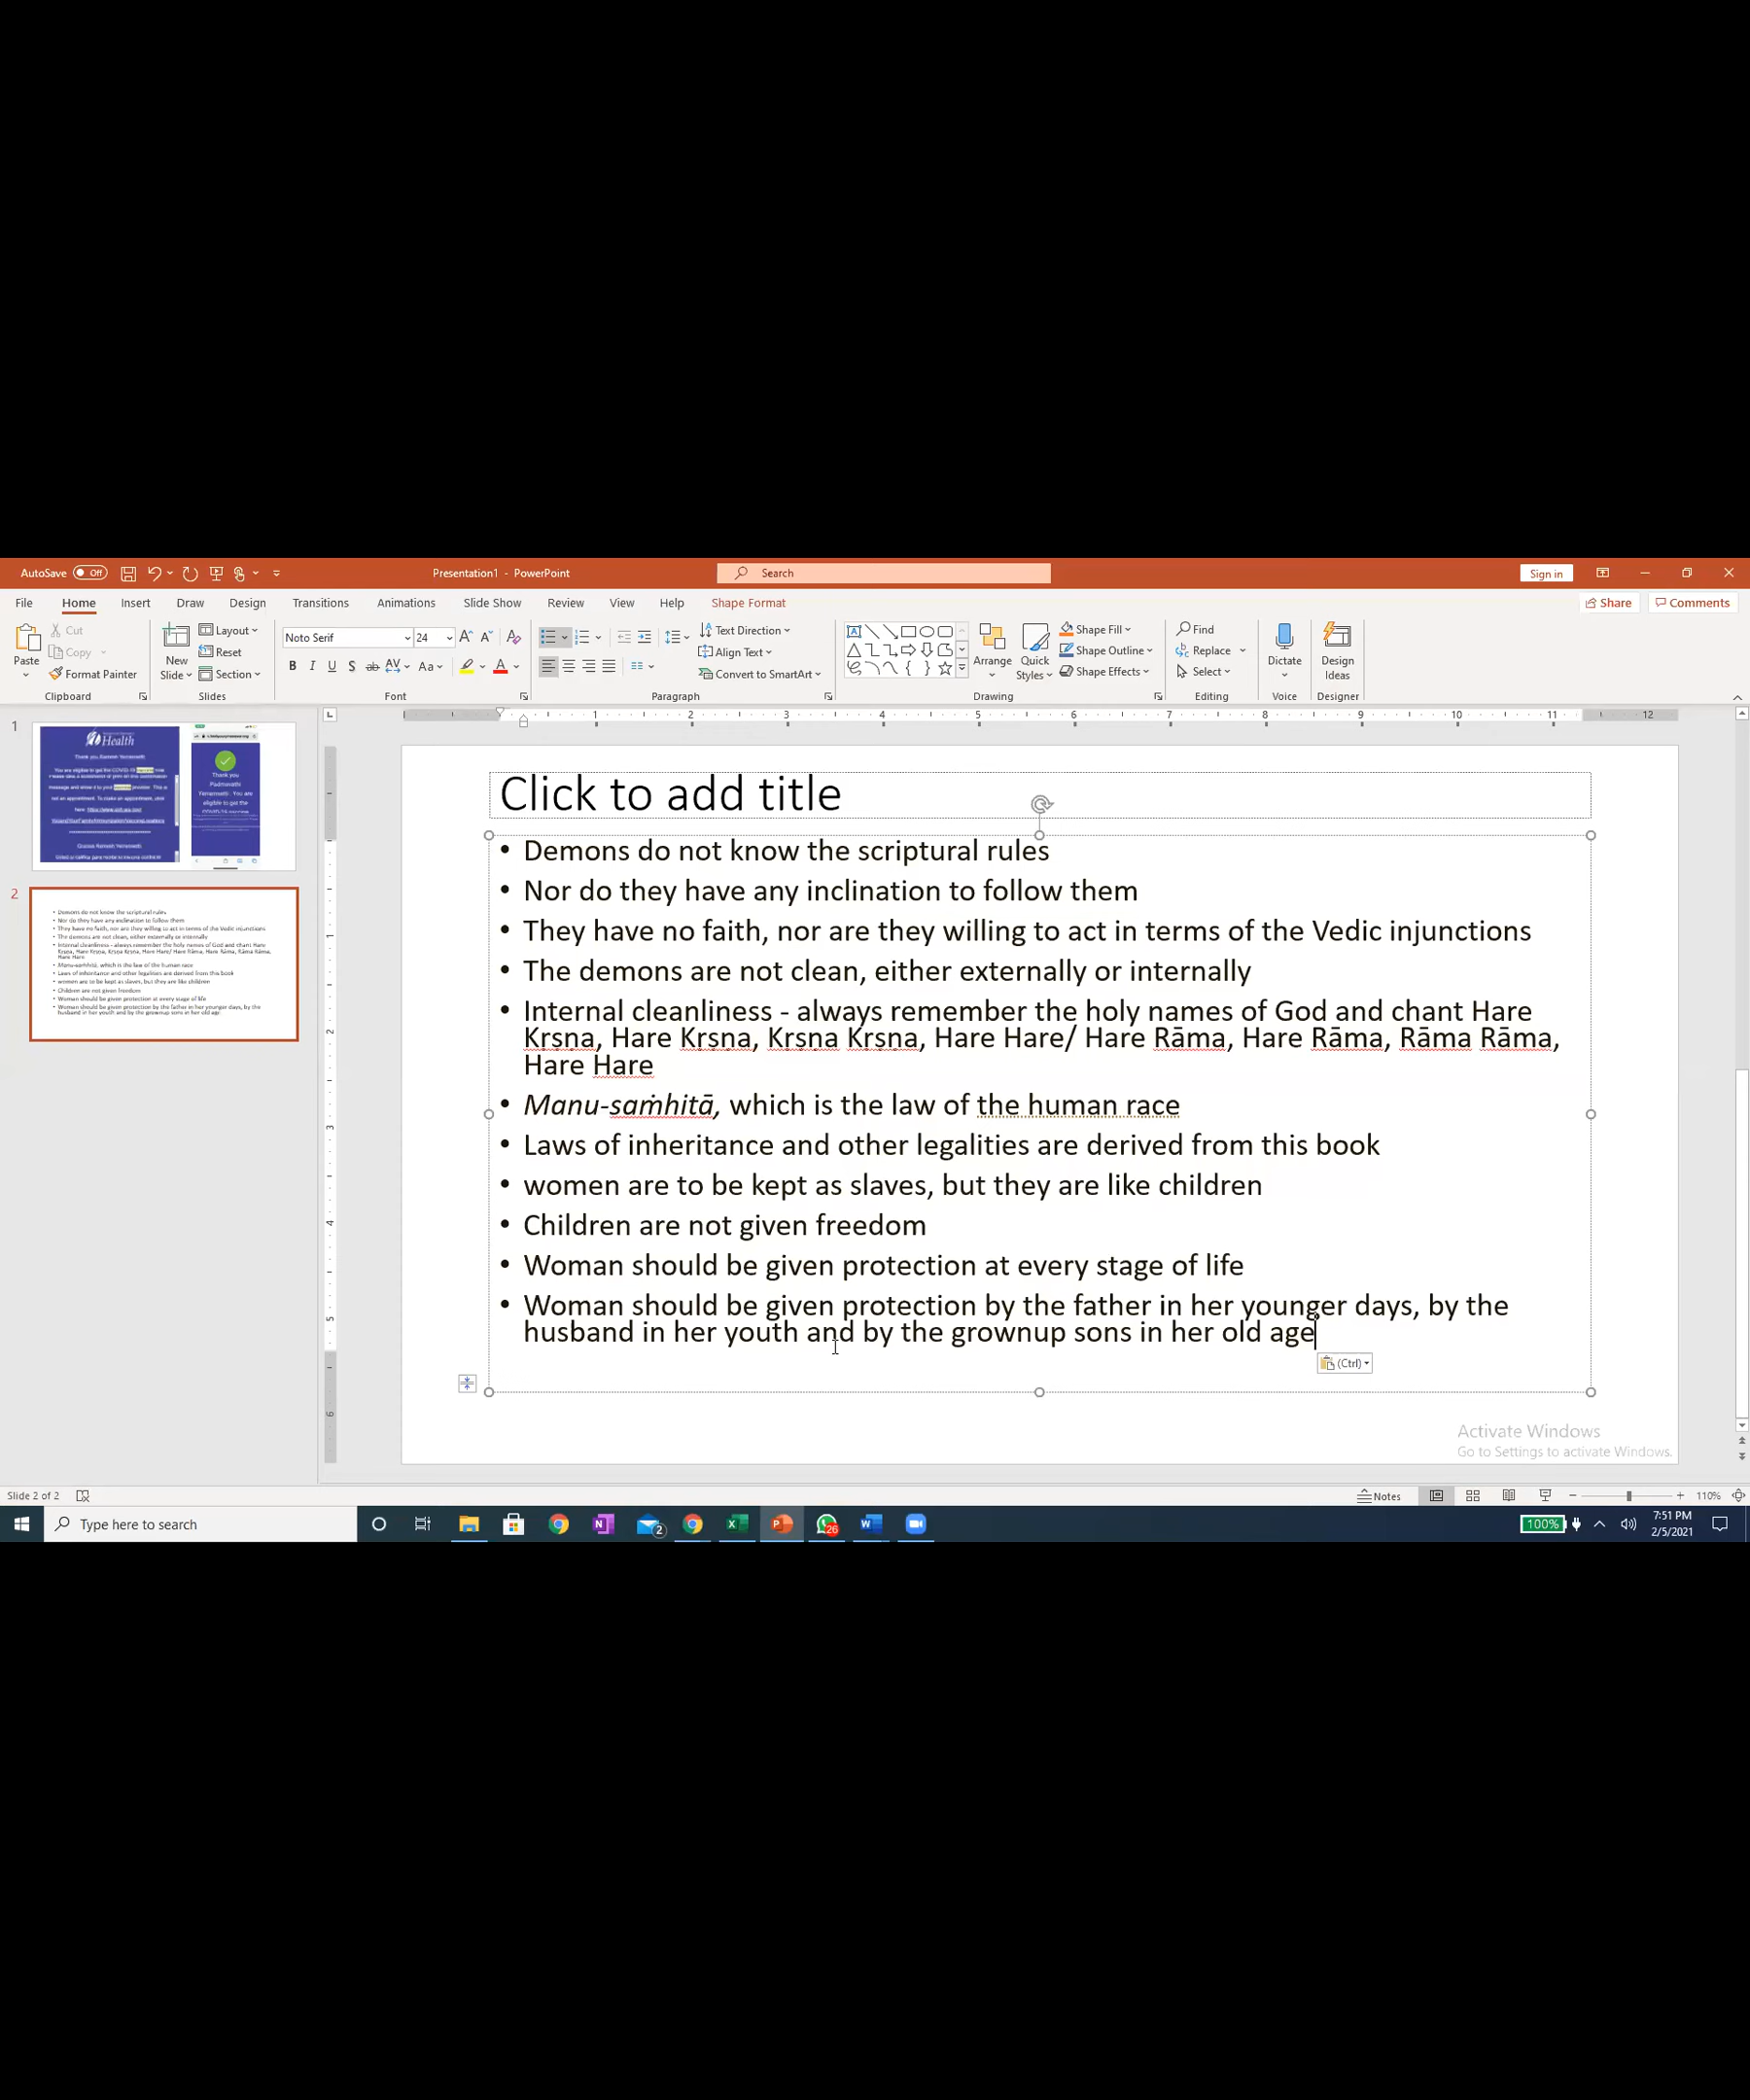 AutoSave Off
Presentation1 - PowerPoint
Search
Sign in
File Home Insert Draw Design Transitions Animations Slide Show Review View Help Shape Format
Share Comments
Paste
Cut
Copy
Format Painter
Clipboard
New Slide
Layout
Reset
Section
Slides
Noto Serif 24
Font
Text Direction
Align Text
Convert to SmartArt
Paragraph
Arrange
Quick Styles
Shape Fill
Shape Outline
Shape Effects
Drawing
Find
Replace
Select
Editing
Dictate
Voice
Design Ideas
Designer
1
Health
2
Click to add title
• Demons do not know the scriptural rules
• Nor do they have any inclination to follow them
• They have no faith, nor are they willing to act in terms of the Vedic injunctions
• The demons are not clean, either externally or internally
• Internal cleanliness - always remember the holy names of God and chant Hare
Kṛṣṇa, Hare Kṛṣṇa, Kṛṣṇa Kṛṣṇa, Hare Hare/ Hare Rāma, Hare Rāma, Rāma Rāma,
Hare Hare
• Manu-saṁhitā, which is the law of the human race
• Laws of inheritance and other legalities are derived from this book
• women are to be kept as slaves, but they are like children
• Children are not given freedom
• Woman should be given protection at every stage of life
• Woman should be given protection by the father in her younger days, by the
husband in her youth and by the grownup sons in her old age
(Ctrl)
Activate Windows
Go to Settings to activate Windows.
Slide 2 of 2
Notes
110%
Type here to search
2
26
100%
7:51 PM
2/5/2021